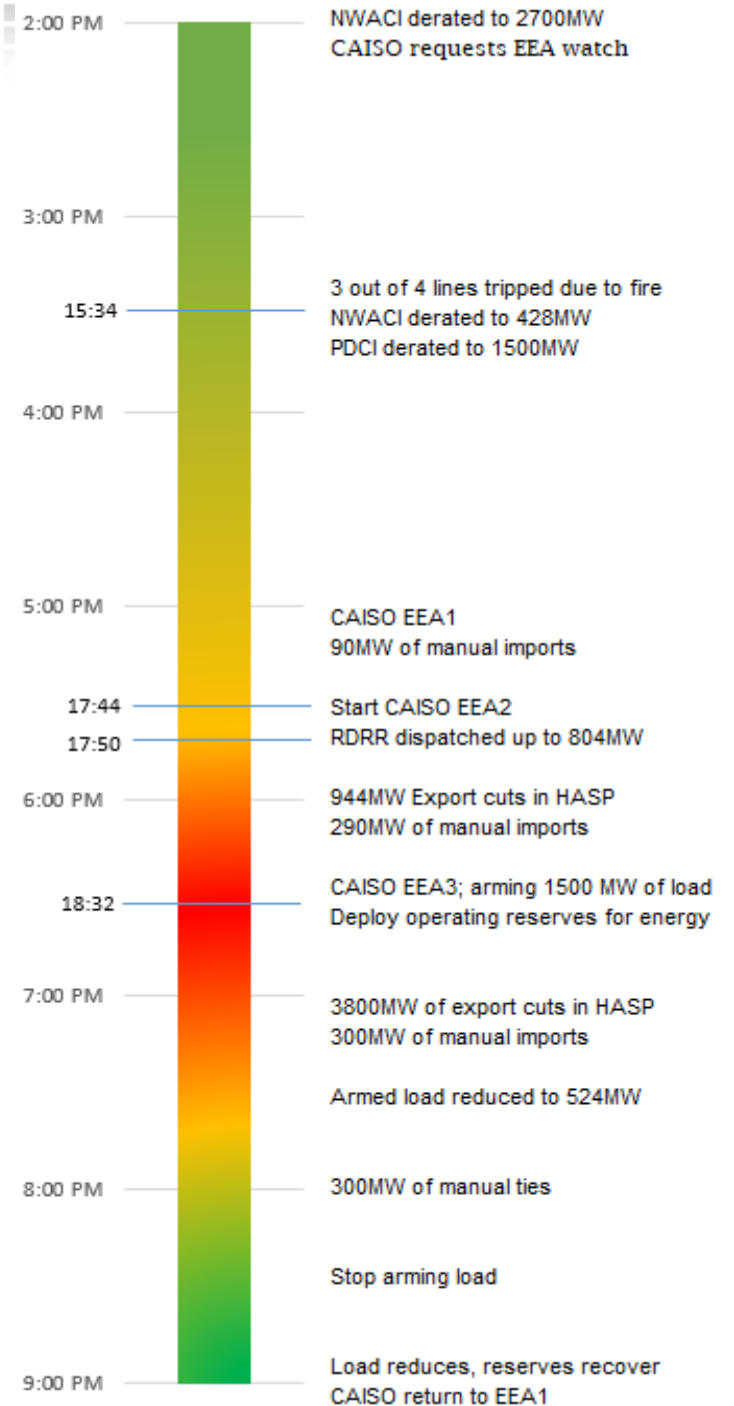 2:00 PM
NWACI derated to 2700MW
CAISO requests EEA watch
3:00 PM
15:34
3 out of 4 lines tripped due to fire
NWACI derated to 428MW
PDCI derated to 1500MW
4:00 PM
5:00 PM
CAISO EEA1
90MW of manual imports
17:44
Start CAISO EEA2
17:50
RDRR dispatched up to 804MW
6:00 PM
944MW Export cuts in HASP
290MW of manual imports
18:32
CAISO EEA3; arming 1500 MW of load
Deploy operating reserves for energy
7:00 PM
3800MW of export cuts in HASP
300MW of manual imports
Armed load reduced to 524MW
8:00 PM
300MW of manual ties
Stop arming load
9:00 PM
Load reduces, reserves recover
CAISO return to EEA1